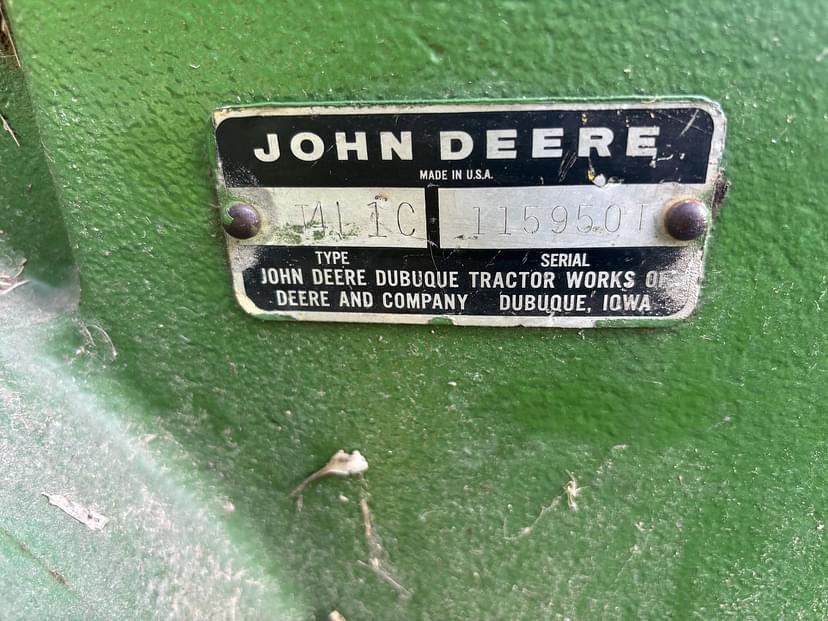 JOHN DEERE
MADE IN U.S.A.
T4L1C 115950T
TYPE SERIAL
JOHN DEERE DUBUQUE TRACTOR WORKS OF
DEERE AND COMPANY DUBUQUE, IOWA